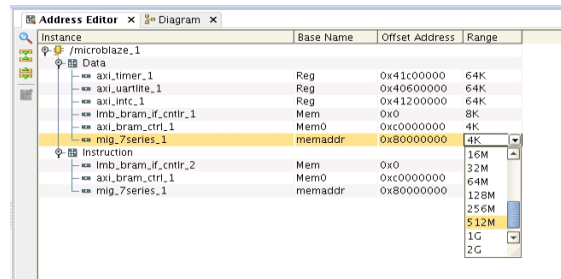 Address Editor × Diagram ×
Instance Base Name Offset Address Range
/microblaze_1
Data
axi_timer_1 Reg 0x41c00000 64K
axi_uartlite_1 Reg 0x40600000 64K
axi_intc_1 Reg 0x41200000 64K
lmb_bram_if_cntlr_1 Mem 0x0 8K
axi_bram_ctrl_1 Mem0 0xc0000000 4K
mig_7series_1 memaddr 0x80000000 4K
Instruction
lmb_bram_if_cntlr_2 Mem 0x0
axi_bram_ctrl_1 Mem0 0xc0000000
mig_7series_1 memaddr 0x80000000
16M
32M
64M
128M
256M
512M
1G
2G